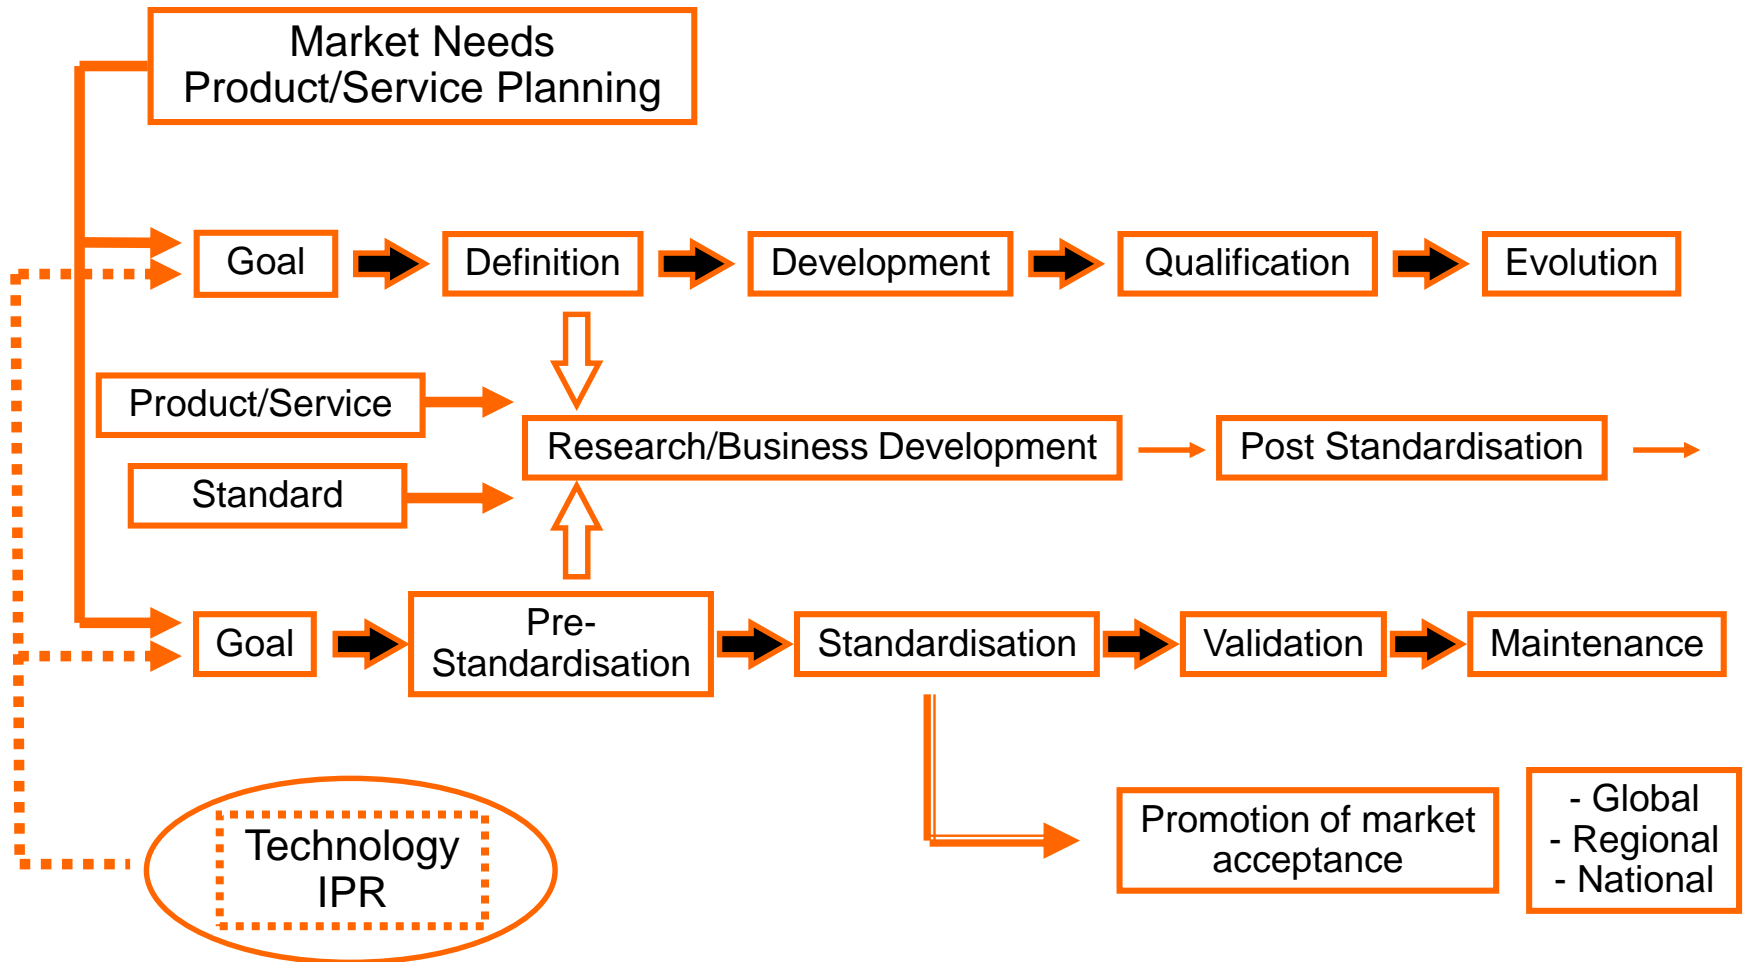 Market Needs
Product/Service Planning
Goal
Definition
Development
Qualification
Evolution
Product/Service
Research/Business Development
Post Standardisation
Standard
Goal
Pre-
Standardisation
Standardisation
Validation
Maintenance
Technology
IPR
Promotion of market
acceptance
- Global
- Regional
- National